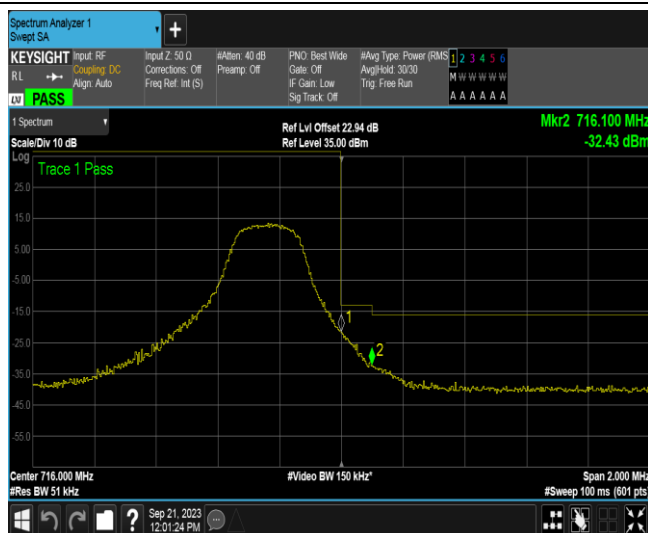 Spectrum Analyzer 1
Swept SA
+
KEYSIGHT Input: RF Input Z: 50 Ω #Atten: 40 dB PNO: Best Wide #Avg Type: Power (RMS 1 2 3 4 5 6
RL Coupling: DC Corrections: Off Preamp: Off Gate: Off Avg|Hold: 30/30 M W W W W W
Align: Auto Freq Ref: Int (S) IF Gain: Low Trig: Free Run
LXI PASS Sig Track: Off A A A A A A
1 Spectrum Ref Lvl Offset 22.94 dB Mkr2 716.100 MHz
Scale/Div 10 dB Ref Level 35.00 dBm -32.43 dBm
Log
Trace 1 Pass
25.0
15.0
5.00
-5.00
-15.0
1
-25.0
2
-35.0
-45.0
-55.0
Center 716.000 MHz #Video BW 150 kHz* Span 2.000 MHz
#Res BW 51 kHz #Sweep 100 ms (601 pts)
? Sep 21, 2023
12:01:24 PM